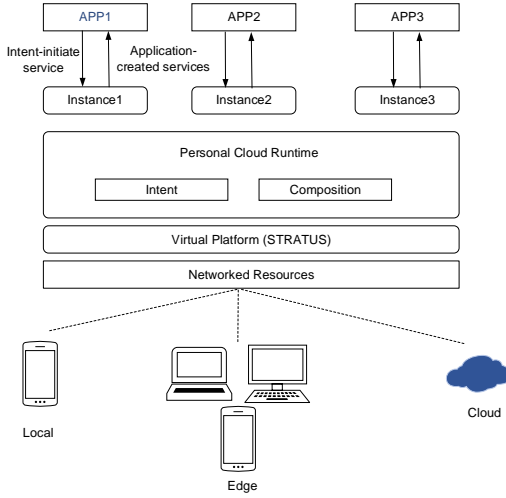 APP1 APP2 APP3
Intent-initiate service
Application-created services
Instance1 Instance2 Instance3
Personal Cloud Runtime
Intent Composition
Virtual Platform (STRATUS)
Networked Resources
Local
Edge
Cloud